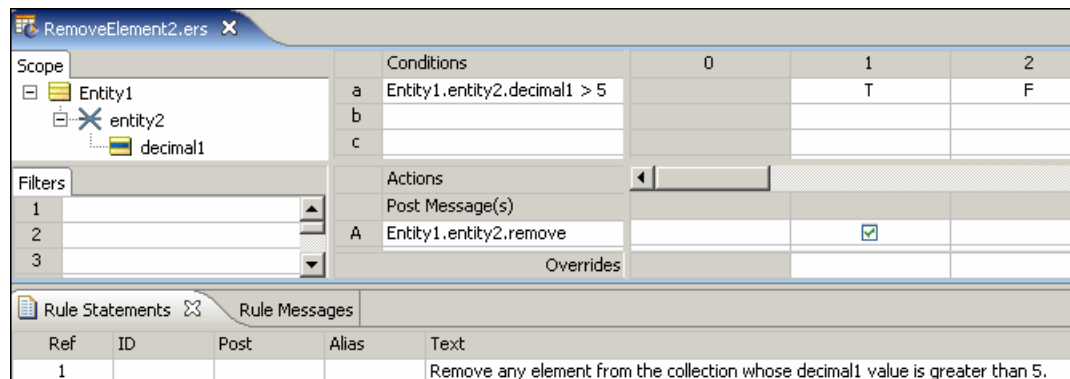 RemoveElement2.ers
Scope
Entity1
entity2
decimal1
Conditions 0 1 2
a Entity1.entity2.decimal1 > 5 T F
b
c
Filters
1
2
3
Actions
Post Message(s)
A Entity1.entity2.remove
Overrides
Rule Statements Rule Messages
Ref ID Post Alias Text
1 Remove any element from the collection whose decimal1 value is greater than 5.